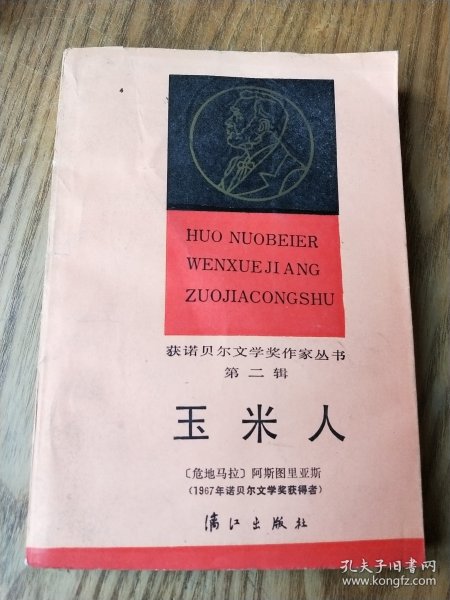 HUO NUOBEIER
WENXUEJIANG
ZUOJIACONGSHU
获诺贝尔文学奖作家丛书
第二辑
玉米人
〔危地马拉〕阿斯图里亚斯
(1967年诺贝尔文学奖获得者)
漓江出版社
孔夫子旧书网
www.kongfz.com